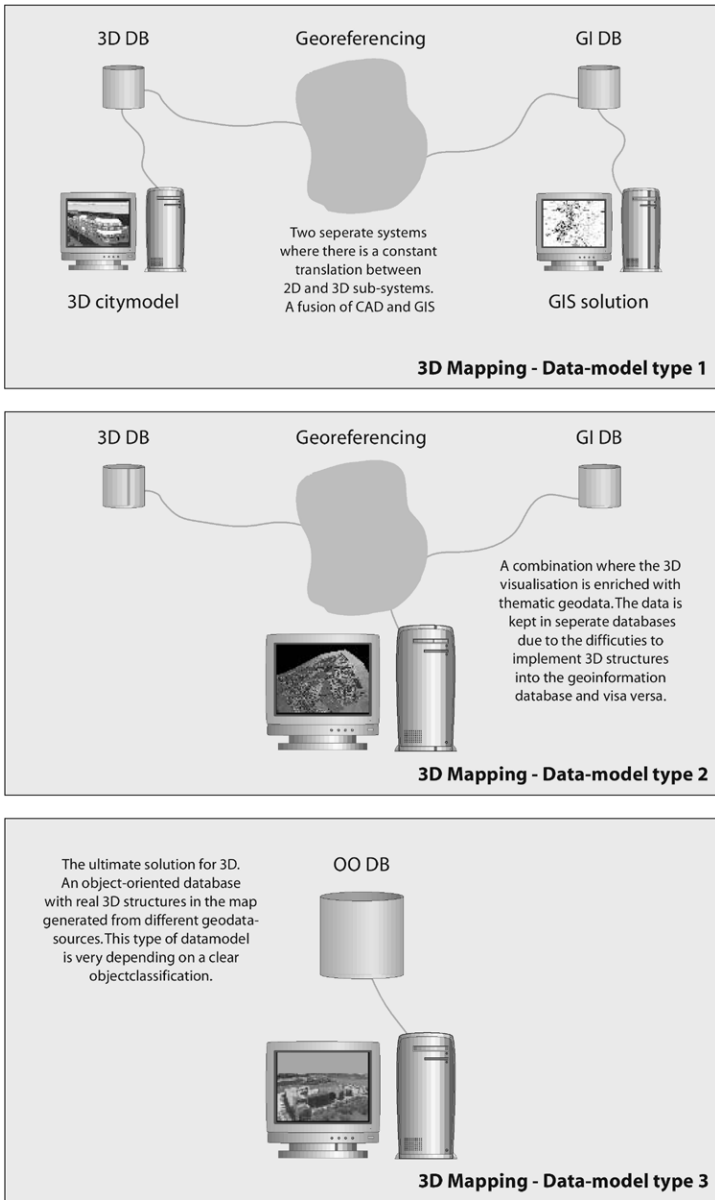 3D DB
Georeferencing
GI DB
Two seperate systems
where there is a constant
translation between
2D and 3D sub-systems.
A fusion of CAD and GIS
3D citymodel
GIS solution
3D Mapping - Data-model type 1
3D DB
Georeferencing
GI DB
A combination where the 3D
visualisation is enriched with
thematic geodata. The data is
kept in seperate databases
due to the difficuties to
implement 3D structures
into the geoinformation
database and visa versa.
3D Mapping - Data-model type 2
The ultimate solution for 3D.
An object-oriented database
with real 3D structures in the map
generated from different geodata-
sources. This type of datamodel
is very depending on a clear
objectclassification.
OO DB
3D Mapping - Data-model type 3